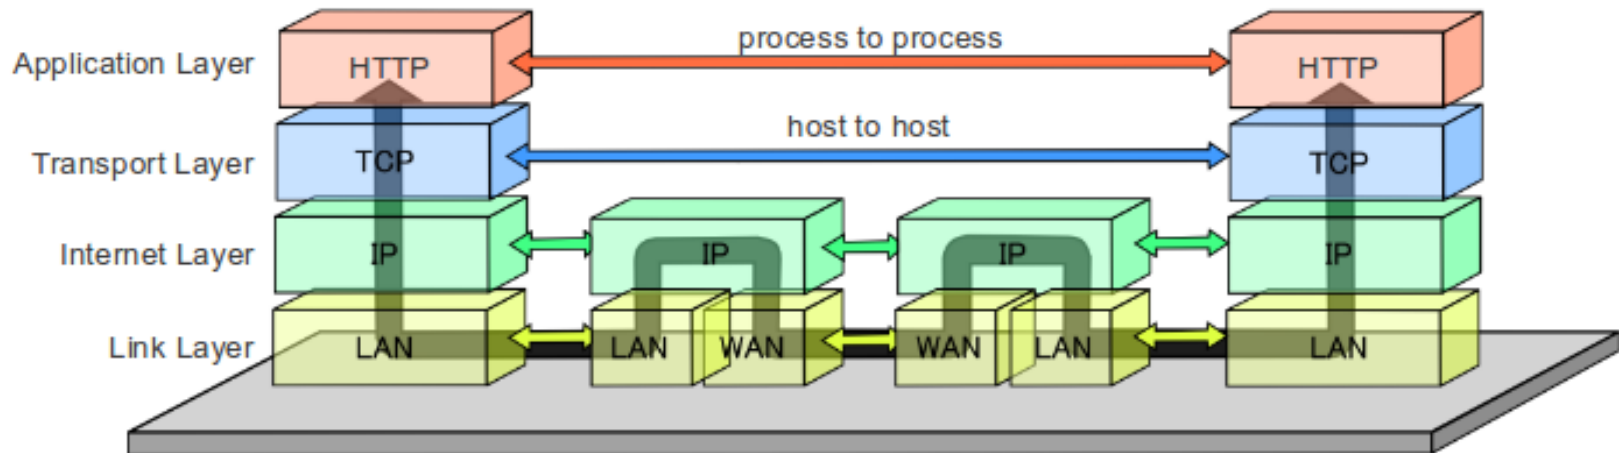 process to process
Application Layer HTTP HTTP
host to host
Transport Layer TCP TCP
Internet Layer IP IP IP IP
Link Layer LAN LAN WAN WAN LAN LAN